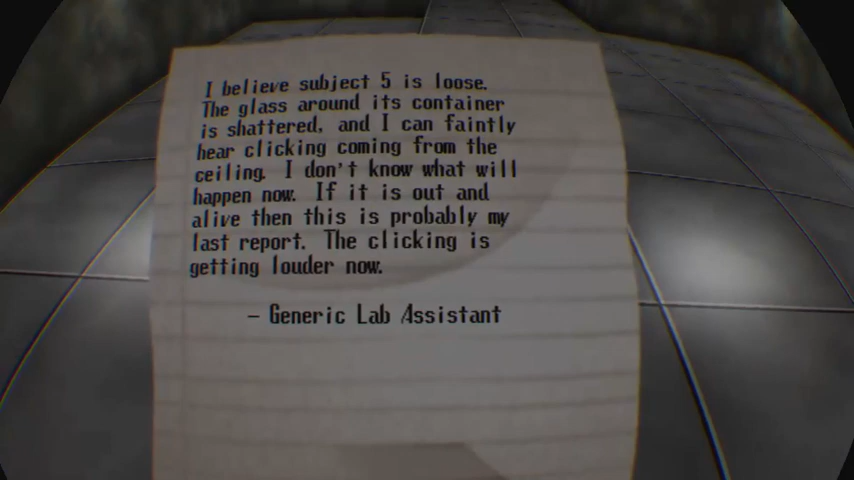 I believe subject 5 is loose.
The glass around its container
is shattered, and I can faintly
hear clicking coming from the
ceiling. I don't know what will
happen now. If it is out and
alive then this is probably my
last report. The clicking is
getting louder now.
- Generic Lab Assistant